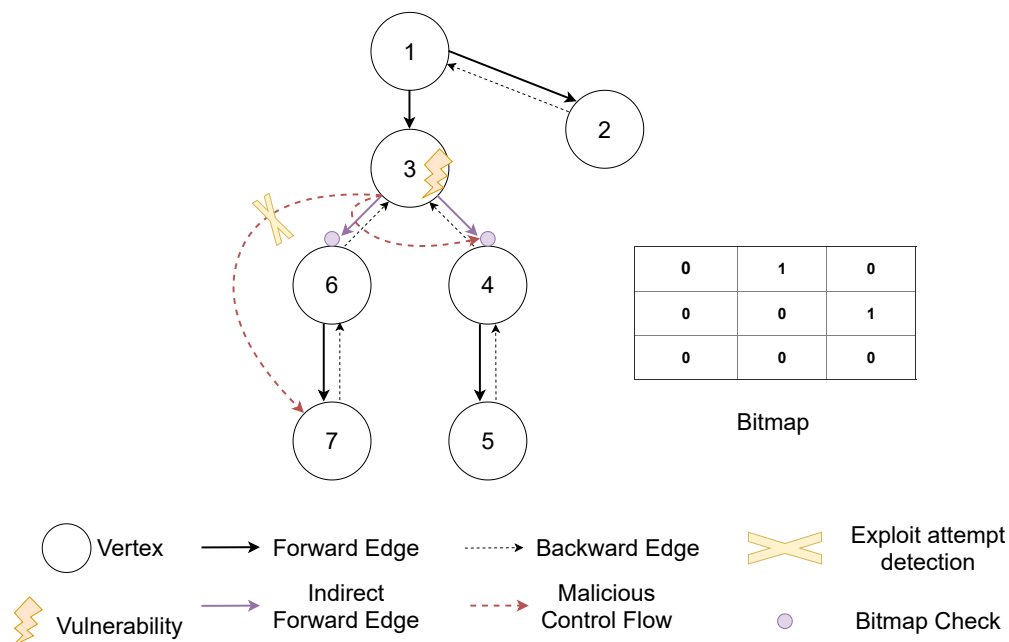 1
2
3
6
4
7
5
0 1 0
0 0 1
0 0 0
Bitmap
Vertex
Forward Edge
Backward Edge
Exploit attempt
detection
Vulnerability
Indirect
Forward Edge
Malicious
Control Flow
Bitmap Check